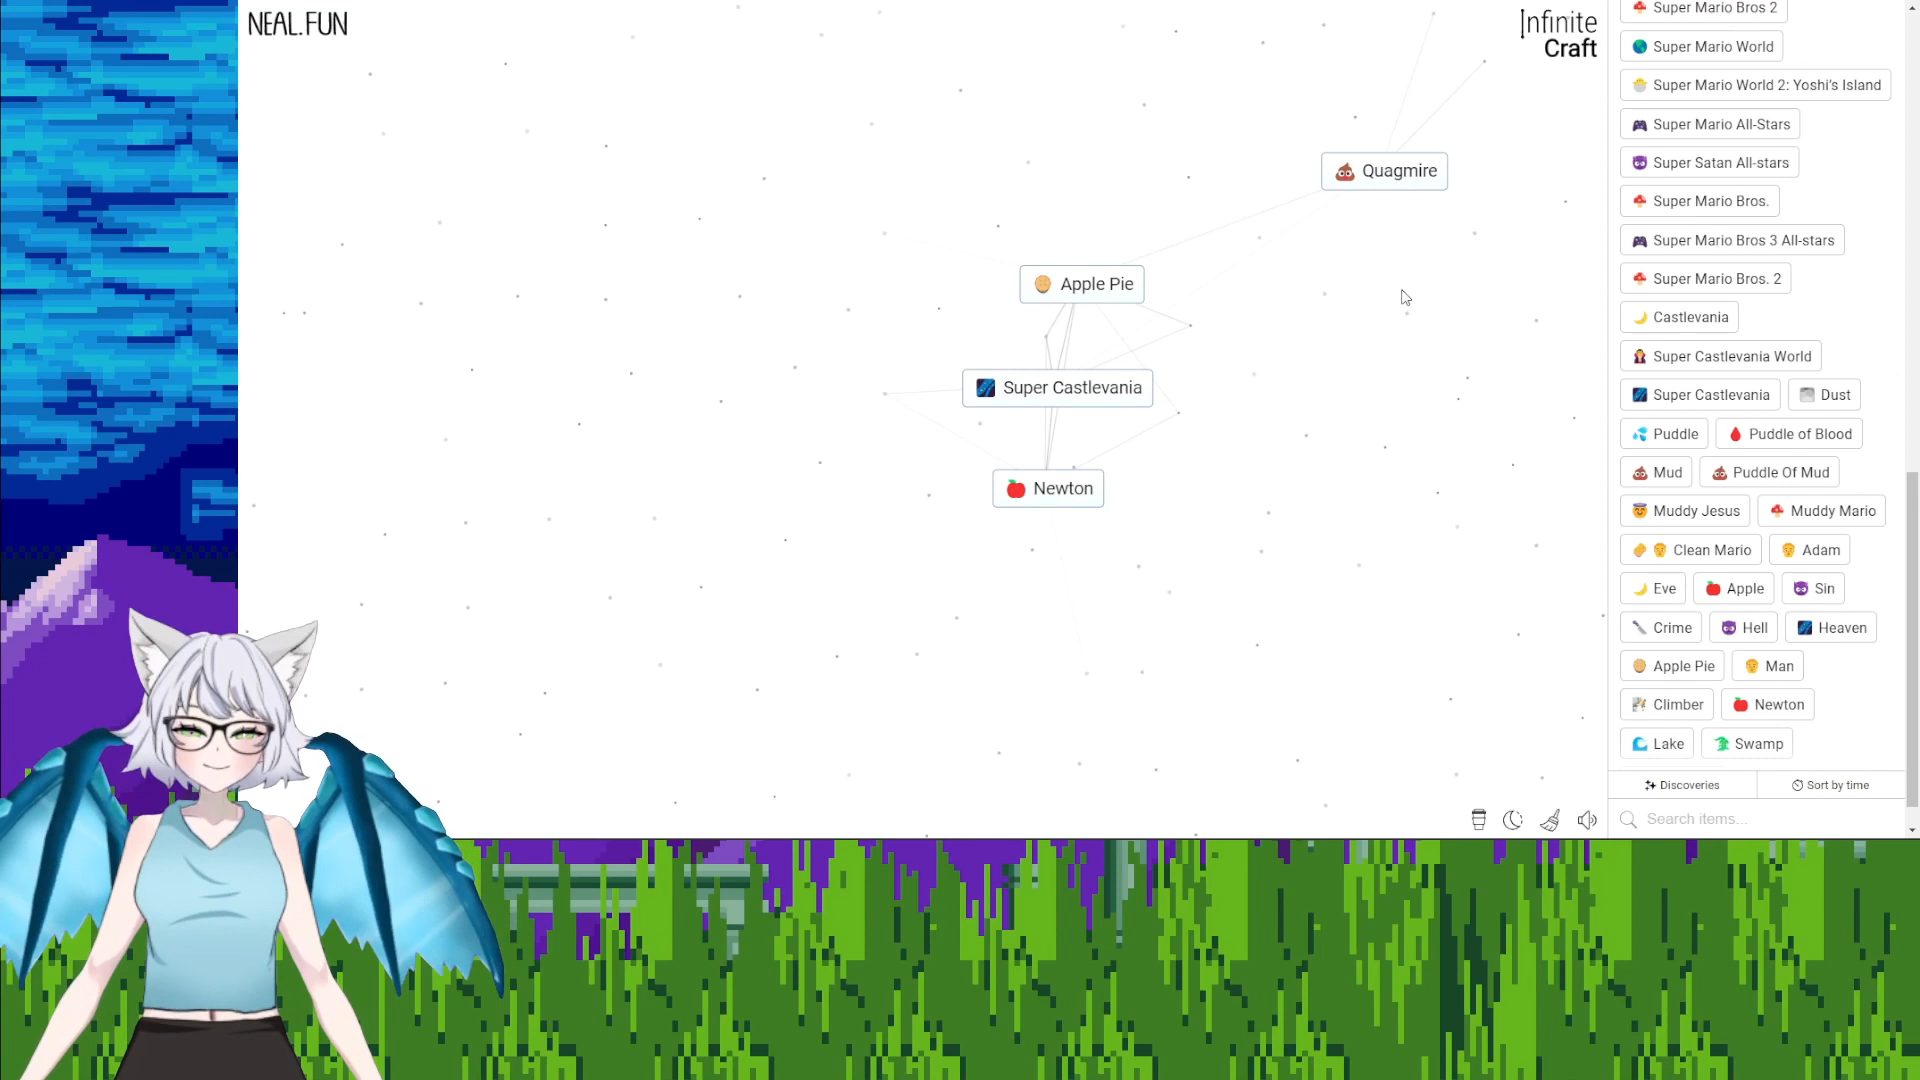 NEAL.FUN
Infinite
Craft
Quagmire
Apple Pie
Super Castlevania
Newton
Super Mario Bros 2
Super Mario World
Super Mario World 2: Yoshi's Island
Super Mario All-Stars
Super Satan All-stars
Super Mario Bros.
Super Mario Bros 3 All-stars
Super Mario Bros. 2
Castlevania
Super Castlevania World
Super Castlevania Dust
Puddle Puddle of Blood
Mud Puddle Of Mud
Muddy Jesus Muddy Mario
Clean Mario Adam
Eve Apple Sin
Crime Hell Heaven
Apple Pie Man
Climber Newton
Lake Swamp
Discoveries Sort by time
Search items...